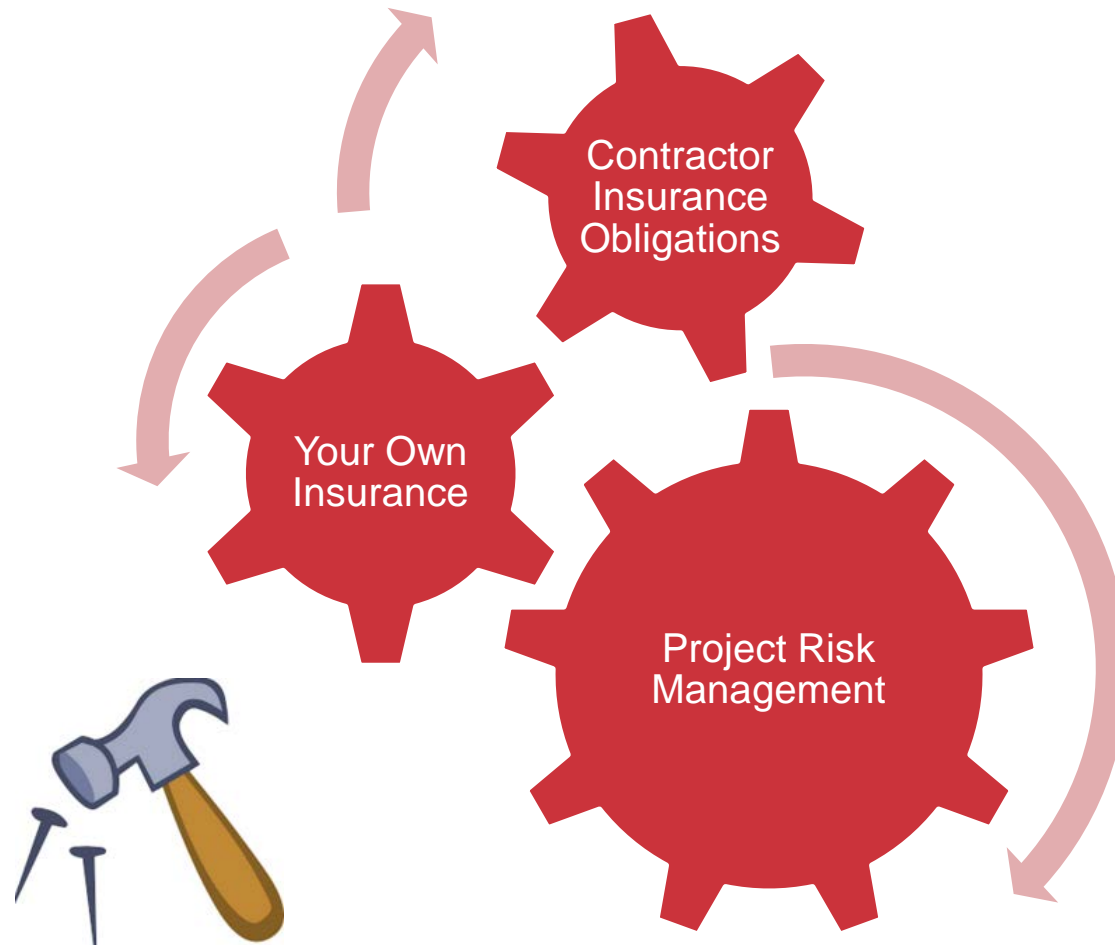 Contractor
Insurance
Obligations
Your Own
Insurance
Project Risk
Management